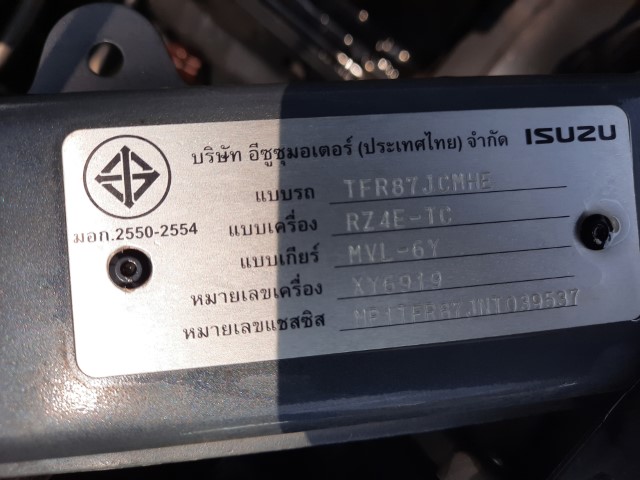 บริษัท อีซูซุมอเตอร์ (ประเทศไทย) จำกัด ISUZU
แบบรถ TFR87JCMHE
มอก.2550-2554
แบบเครื่อง RZ4E-TC
แบบเกียร์ MVL-6Y
หมายเลขเครื่อง XY6919
หมายเลขแชสซิส MP1TFR87JNT039537